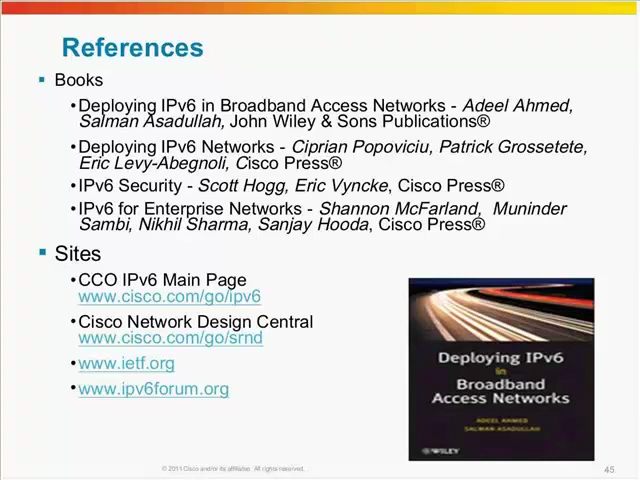 References
Books
•Deploying IPv6 in Broadband Access Networks - Adeel Ahmed,
Salman Asadullah, John Wiley & Sons Publications®
•Deploying IPv6 Networks - Ciprian Popoviciu, Patrick Grossetete,
Eric Levy-Abegnoli, Cisco Press®
•IPv6 Security - Scott Hogg, Eric Vyncke, Cisco Press®
•IPv6 for Enterprise Networks - Shannon McFarland, Muninder
Sambi, Nikhil Sharma, Sanjay Hooda, Cisco Press®
Sites
•CCO IPv6 Main Page
www.cisco.com/go/ipv6
•Cisco Network Design Central
www.cisco.com/go/srnd
•www.ietf.org
•www.ipv6forum.org
Deploying IPv6
in
Broadband
Access Networks
ADEEL AHMED
SALMAN ASADULLAH
WILEY
© 2011 Cisco and/or its affiliates. All rights reserved.
45